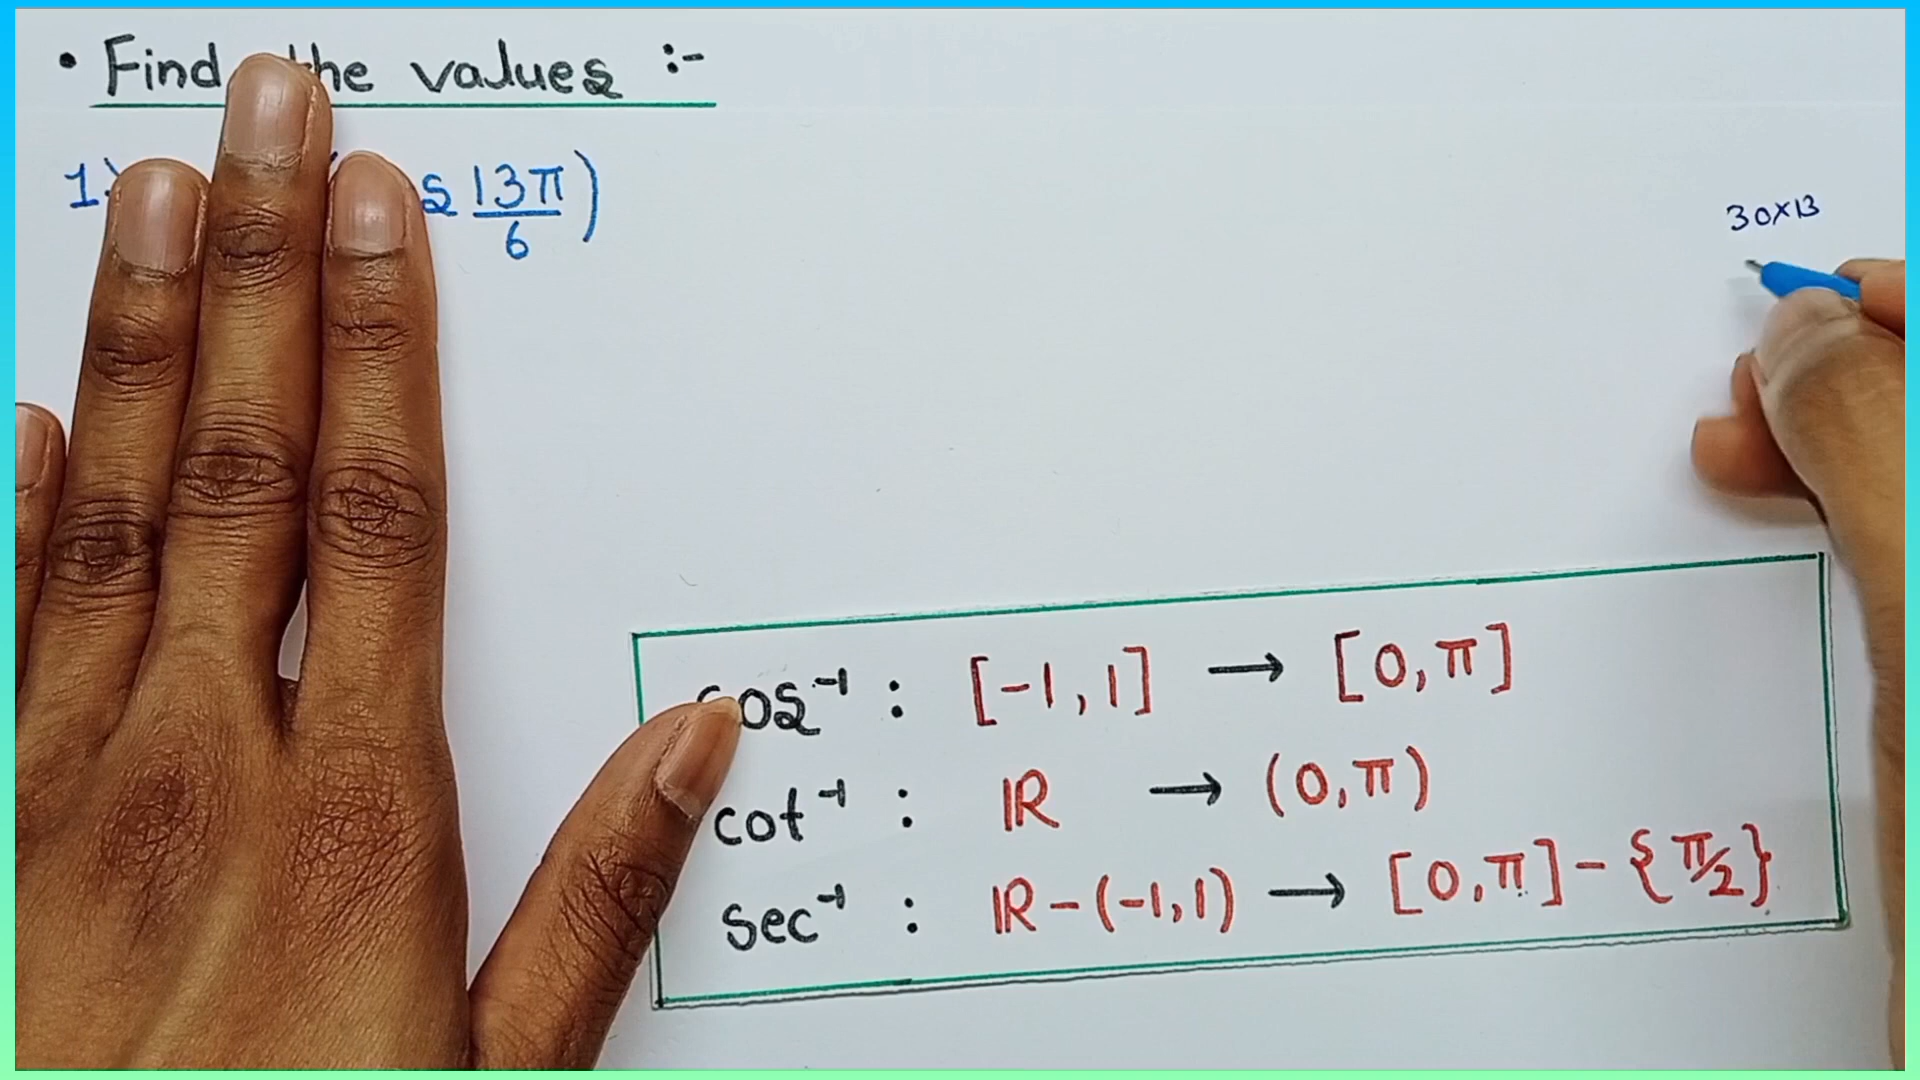 • Find the values :-
1) s 13π/6)
30×13
cos⁻¹ : [-1,1] → [0,π]
cot⁻¹ : ℝ → (0,π)
sec⁻¹ : ℝ-(-1,1) → [0,π]-{π/2}